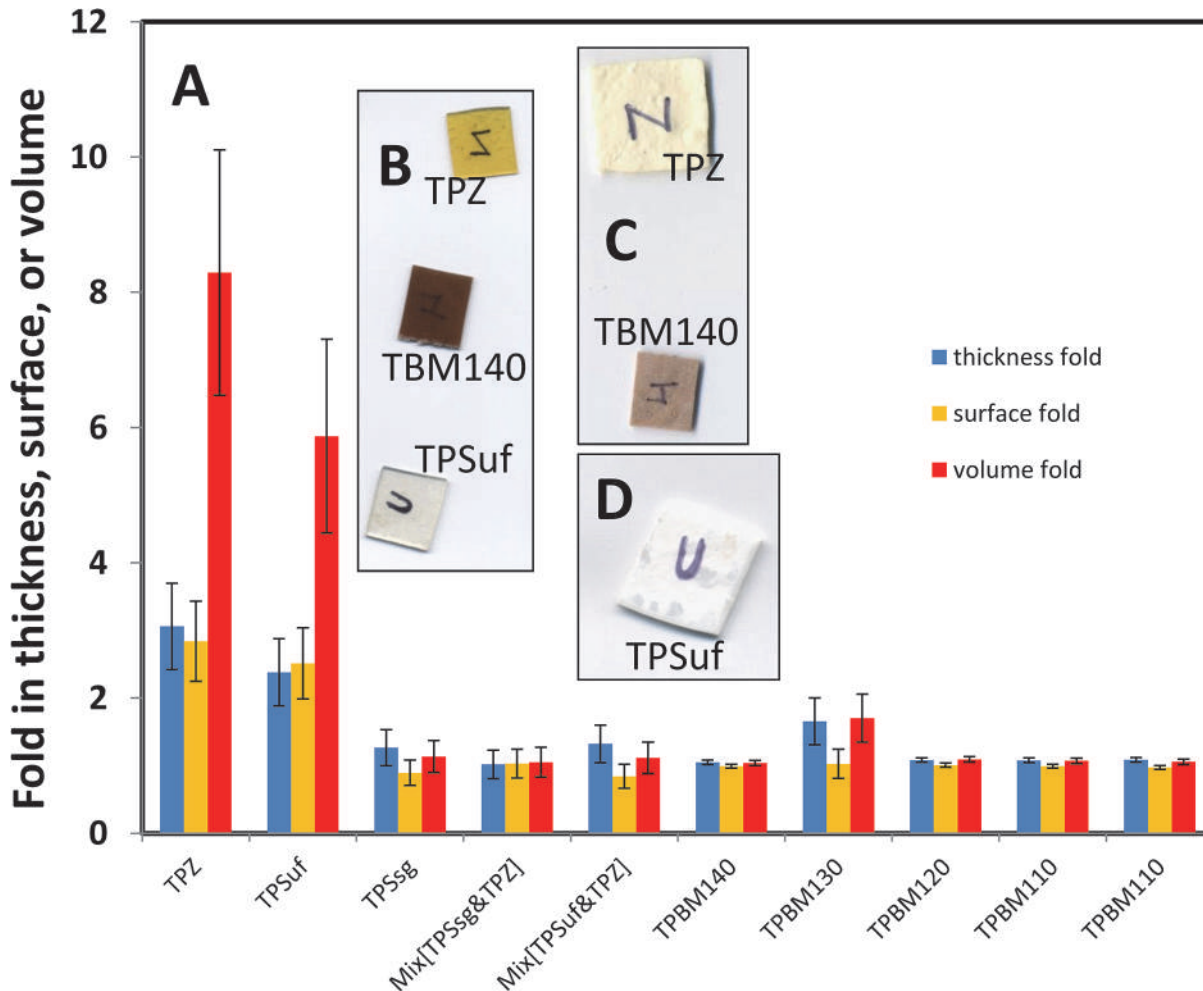 Fold in thickness, surface, or volume
12
10
8
6
4
2
0
A
B
TPZ
TBM140
TPSuf
U
C
N
TPZ
TBM140
H
D
U
TPSuf
thickness fold
surface fold
volume fold
TPZ
TPSuf
TPSsg
Mix[TPSsg&TPZ]
Mix[TPSuf&TPZ]
TPBM140
TPBM130
TPBM120
TPBM110
TPBM110